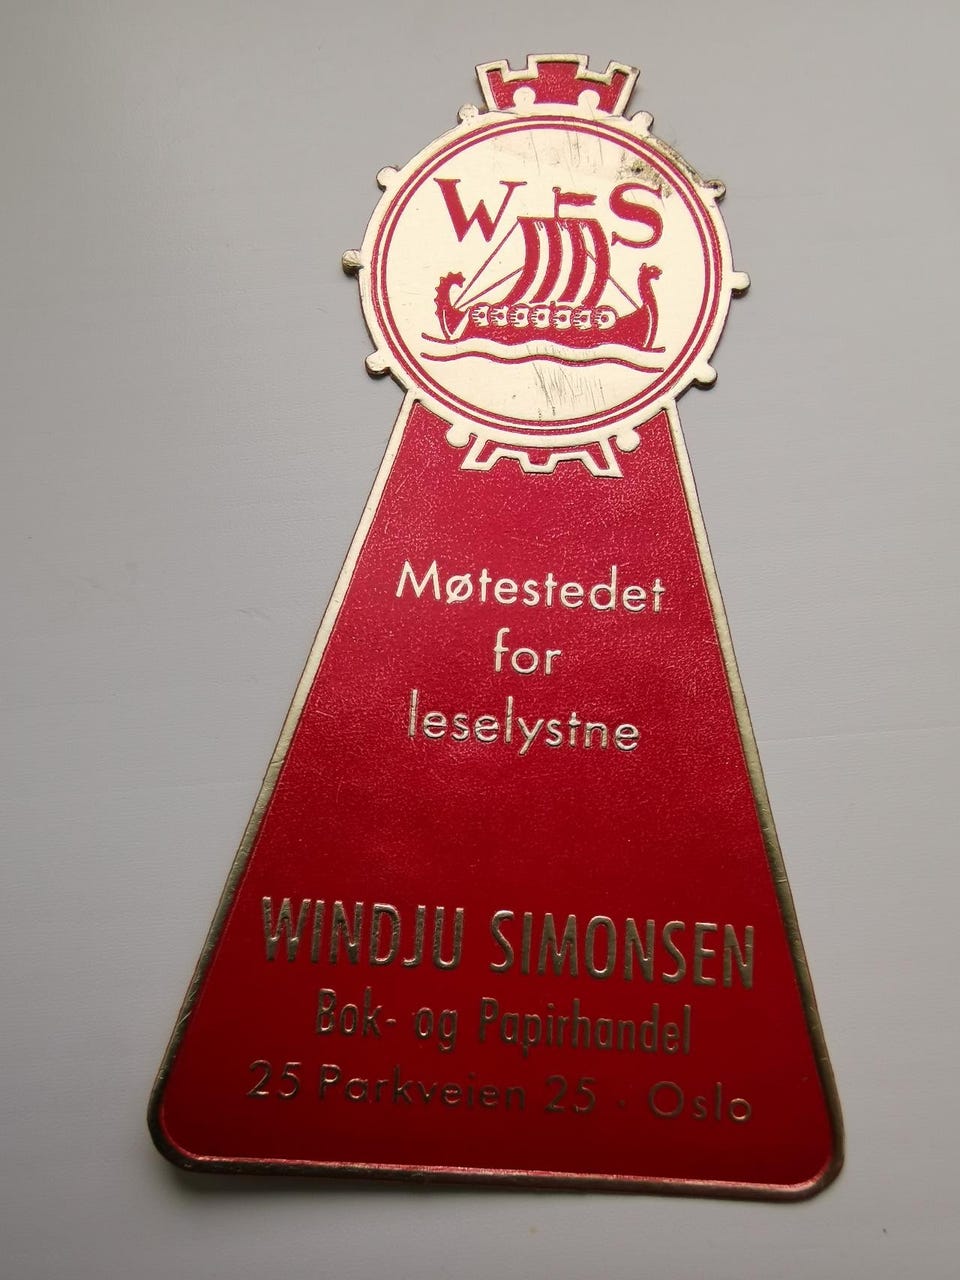 W S
Møtestedet
for
leselystne
WINDJU SIMONSEN
Bok- og Papirhandel
25 Parkveien 25 · Oslo